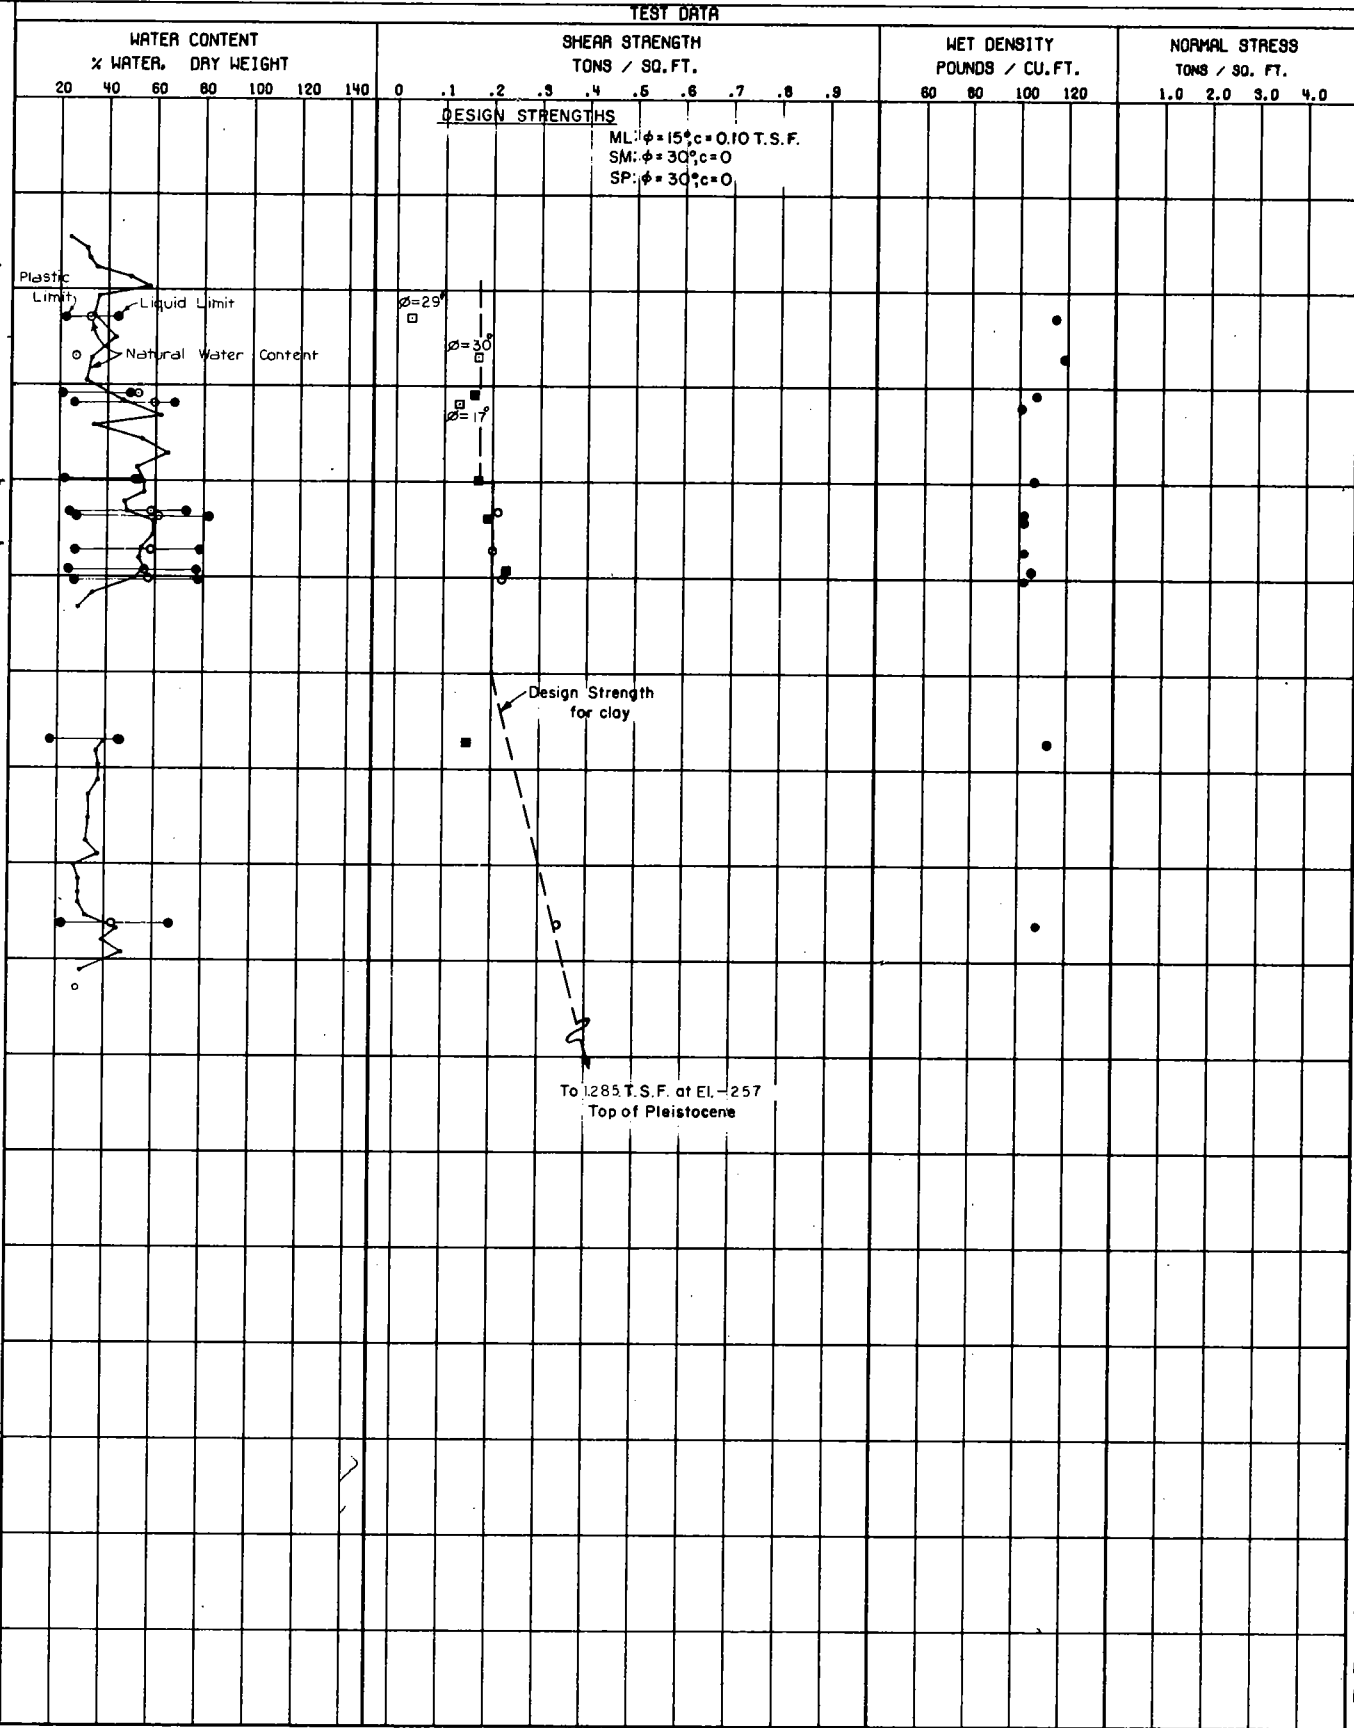 TEST DATA
WATER CONTENT
% WATER, DRY WEIGHT
20 40 60 80 100 120 140
SHEAR STRENGTH
TONS / SQ.FT.
0 .1 .2 .3 .4 .5 .6 .7 .8 .9
WET DENSITY
POUNDS / CU.FT.
60 80 100 120
NORMAL STRESS
TONS / SQ. FT.
1.0 2.0 3.0 4.0
DESIGN STRENGTHS
ML: ø = 15°, c = 0.10 T.S.F.
SM: ø = 30°, c = 0
SP: ø = 30°, c = 0
Plastic
Limit
Liquid Limit
Natural Water Content
Ø=29°
Ø=30°
Ø=17°
Design Strength
for clay
To 1.285 T.S.F. at El. -257
Top of Pleistocene